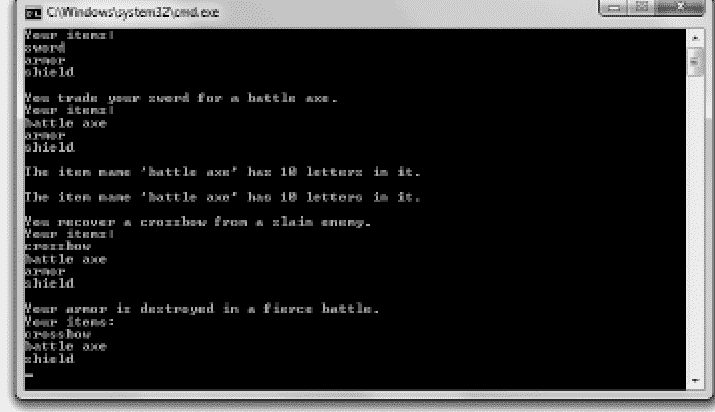 C:\Windows\system32\cmd.exe
Your items:
sword
armor
shield
You trade your sword for a battle axe.
Your items:
battle axe
armor
shield
The item name 'battle axe' has 10 letters in it.
The item name 'battle axe' has 10 letters in it.
You recover a crossbow from a slain enemy.
Your items:
crossbow
battle axe
armor
shield
Your armor is destroyed in a fierce battle.
Your items:
crossbow
battle axe
shield